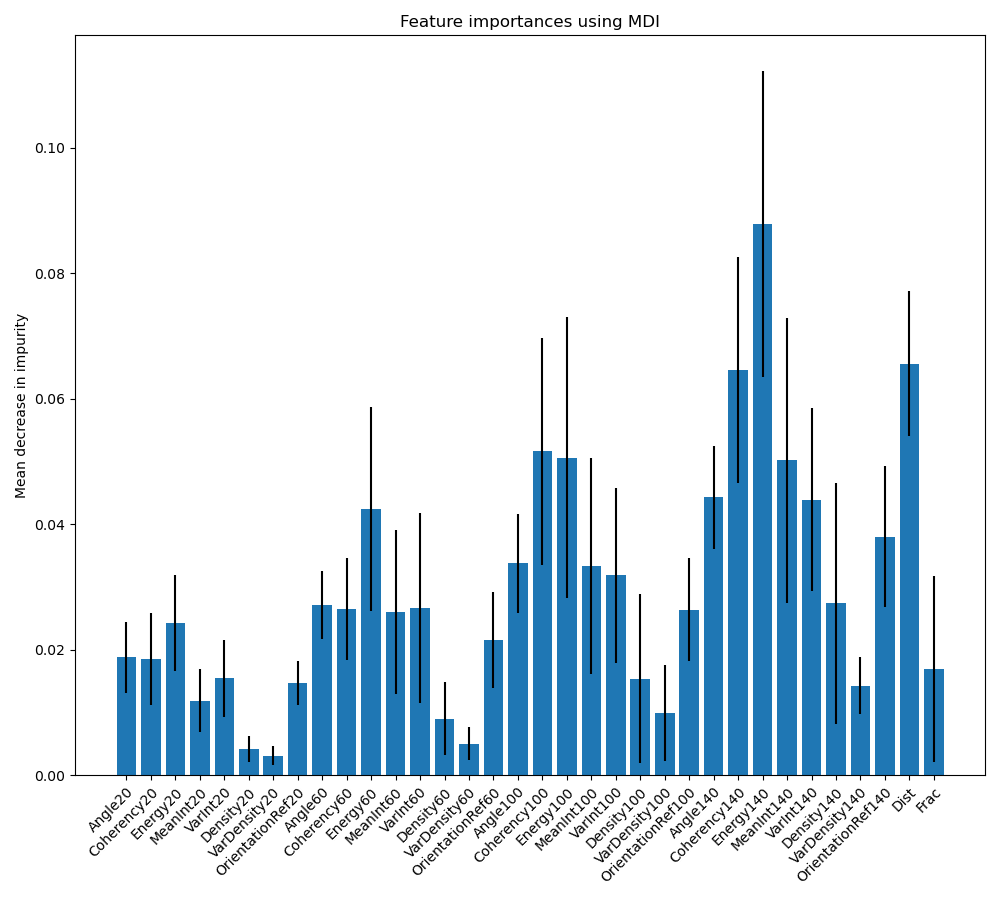 Feature importances using MDI
Mean decrease in impurity
0.10
0.08
0.06
0.04
0.02
0.00
Angle20
Coherency20
Energy20
MeanInt20
VarInt20
Density20
VarDensity20
OrientationRef20
Angle60
Coherency60
Energy60
MeanInt60
VarInt60
Density60
VarDensity60
OrientationRef60
Angle100
Coherency100
Energy100
MeanInt100
VarInt100
Density100
VarDensity100
OrientationRef100
Angle140
Coherency140
Energy140
MeanInt140
VarInt140
Density140
VarDensity140
OrientationRef140
Dist
Frac